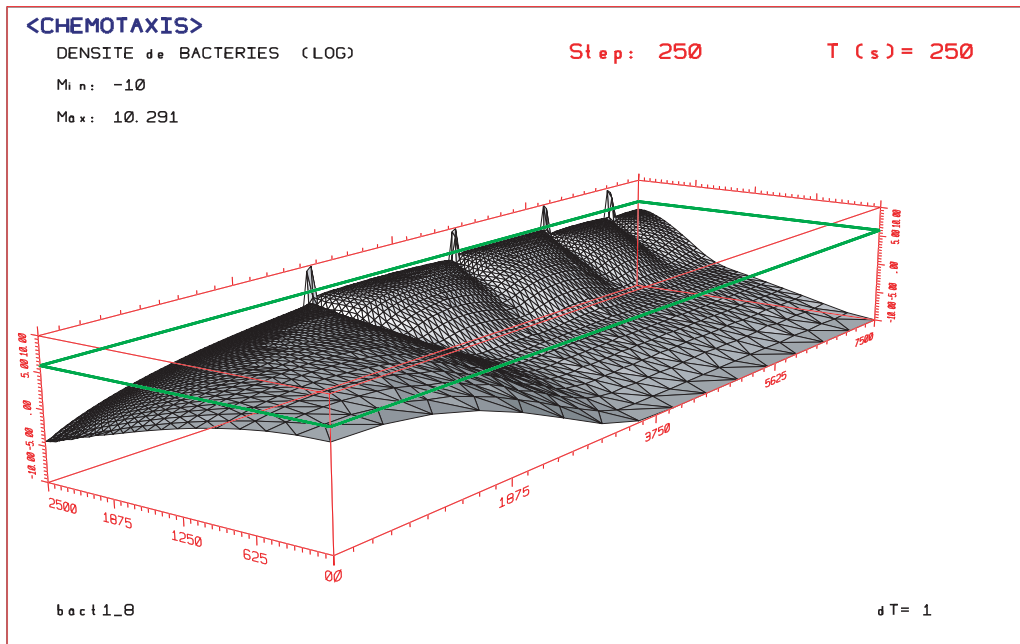 <CHEMOTAXIS>
DENSITE de BACTERIES (LOG)
Step: 250
T (s)= 250
Min: -10
Max: 10.291
10.00
5.00
.00
-5.00
-10.00
10.00
5.00
.00
-5.00
-10.00
2500
1875
1250
625
00
1875
3750
5625
7500
bact1_8
dT= 1